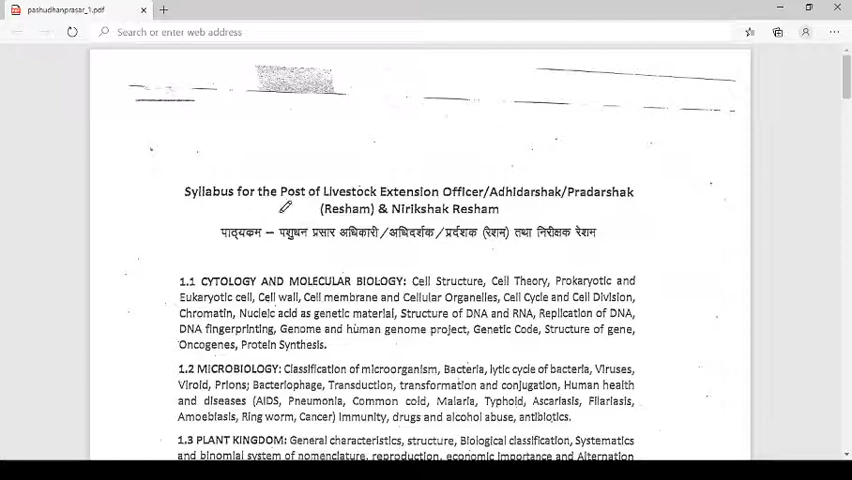 pashudhanprasar_1.pdf
Search or enter web address
Syllabus for the Post of Livestock Extension Officer/Adhidarshak/Pradarshak
(Resham) & Nirikshak Resham
पाठ्यकम – पशुधन प्रसार अधिकारी/अधिदर्शक/प्रर्दशक (रेशम) तथा निरीक्षक रेशम
1.1 CYTOLOGY AND MOLECULAR BIOLOGY: Cell Structure, Cell Theory, Prokaryotic and
Eukaryotic cell, Cell wall, Cell membrane and Cellular Organelles, Cell Cycle and Cell Division,
Chromatin, Nucleic acid as genetic material, Structure of DNA and RNA, Replication of DNA,
DNA fingerprinting, Genome and human genome project, Genetic Code, Structure of gene,
Oncogenes, Protein Synthesis.
1.2 MICROBIOLOGY: Classification of microorganism, Bacteria, lytic cycle of bacteria, Viruses,
Viroid, Prions; Bacteriophage, Transduction, transformation and conjugation, Human health
and diseases (AIDS, Pneumonia, Common cold, Malaria, Typhoid, Ascariasis, Filariasis,
Amoebiasis, Ring worm, Cancer) immunity, drugs and alcohol abuse, antibiotics.
1.3 PLANT KINGDOM: General characteristics, structure, Biological classification, Systematics
and binomial system of nomenclature, reproduction, economic importance and Alternation